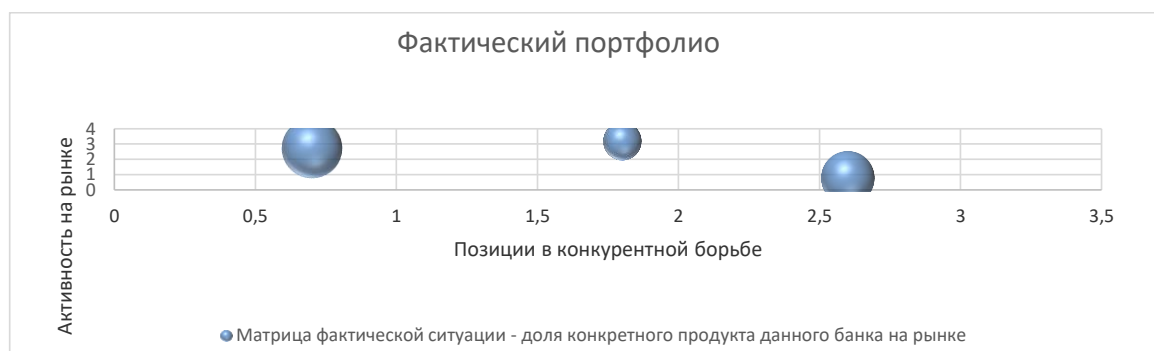 Фактический портфолио
Активность на рынке
4
3
2
1
0
0 0,5 1 1,5 2 2,5 3 3,5
Позиции в конкурентной борьбе
Матрица фактической ситуации - доля конкретного продукта данного банка на рынке